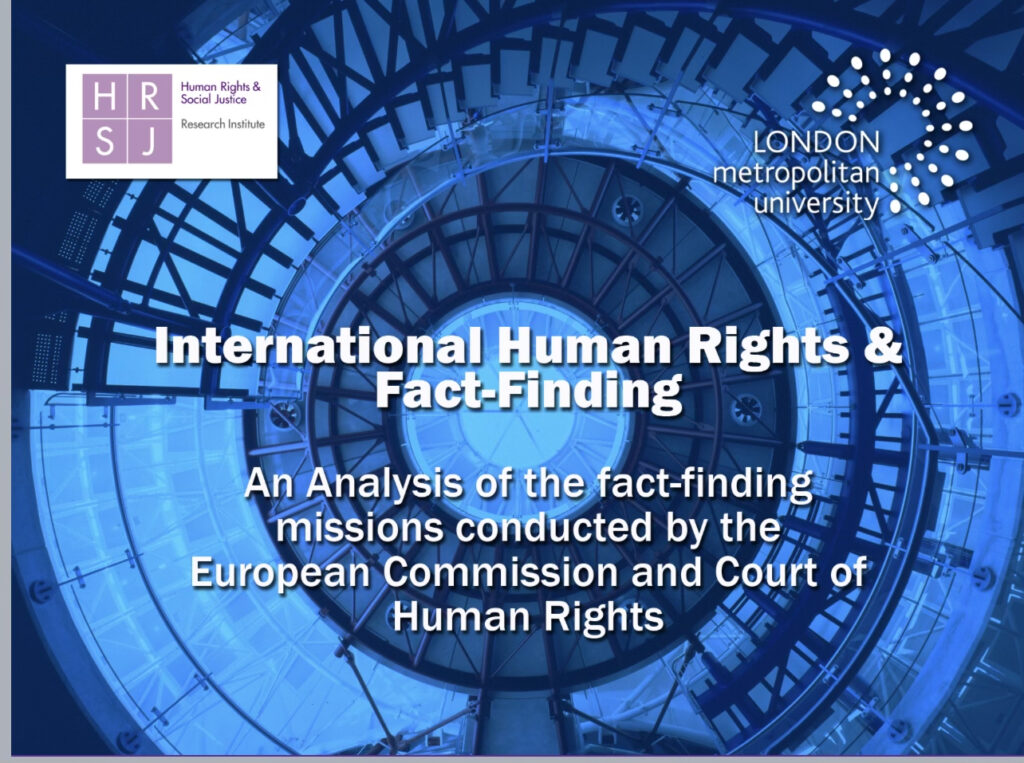 H R
S J
Human Rights &
Social Justice
Research Institute
LONDON
metropolitan
university
International Human Rights &
Fact-Finding
An Analysis of the fact-finding
missions conducted by the
European Commission and Court of
Human Rights